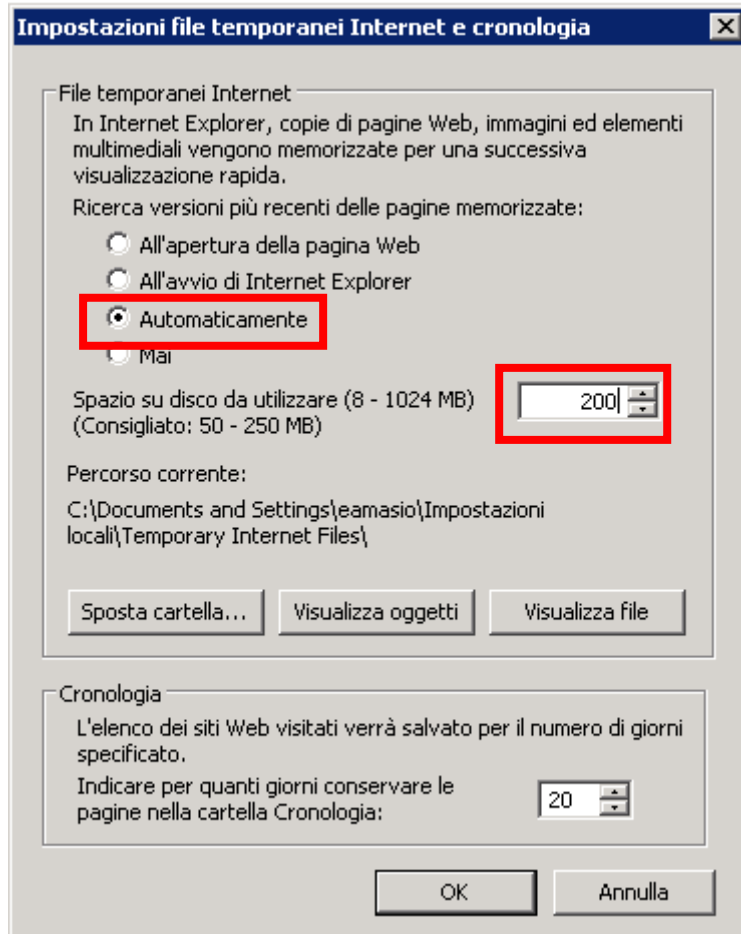 Impostazioni file temporanei Internet e cronologia
File temporanei Internet
In Internet Explorer, copie di pagine Web, immagini ed elementi
multimediali vengono memorizzate per una successiva
visualizzazione rapida.
Ricerca versioni più recenti delle pagine memorizzate:
All'apertura della pagina Web
All'avvio di Internet Explorer
Automaticamente
Mai
Spazio su disco da utilizzare (8 - 1024 MB) 200
(Consigliato: 50 - 250 MB)
Percorso corrente:
C:\Documents and Settings\eamasio\Impostazioni
locali\Temporary Internet Files\
Sposta cartella... Visualizza oggetti Visualizza file
Cronologia
L'elenco dei siti Web visitati verrà salvato per il numero di giorni
specificato.
Indicare per quanti giorni conservare le
pagine nella cartella Cronologia: 20
OK Annulla